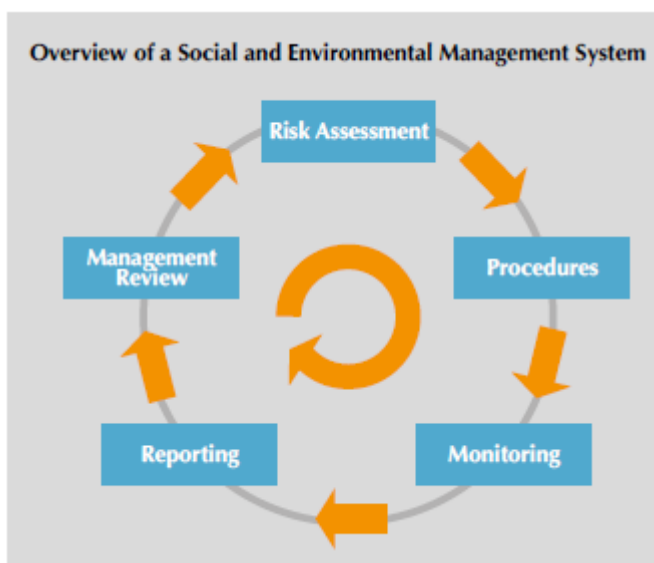 Overview of a Social and Environmental Management System
Risk Assessment
Procedures
Monitoring
Reporting
Management
Review